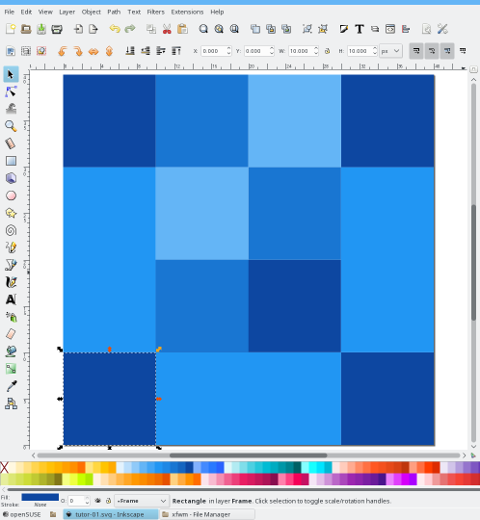 File Edit View Layer Object Path Text Filters Extensions Help
X: 0.000 Y: 0.000 W: 10.000 H: 10.000 px
Fill:
Stroke: None O: 0 Frame Rectangle in layer Frame. Click selection to toggle scale/rotation handles.
openSUSE tutor-01.svg - Inkscape xfwm - File Manager